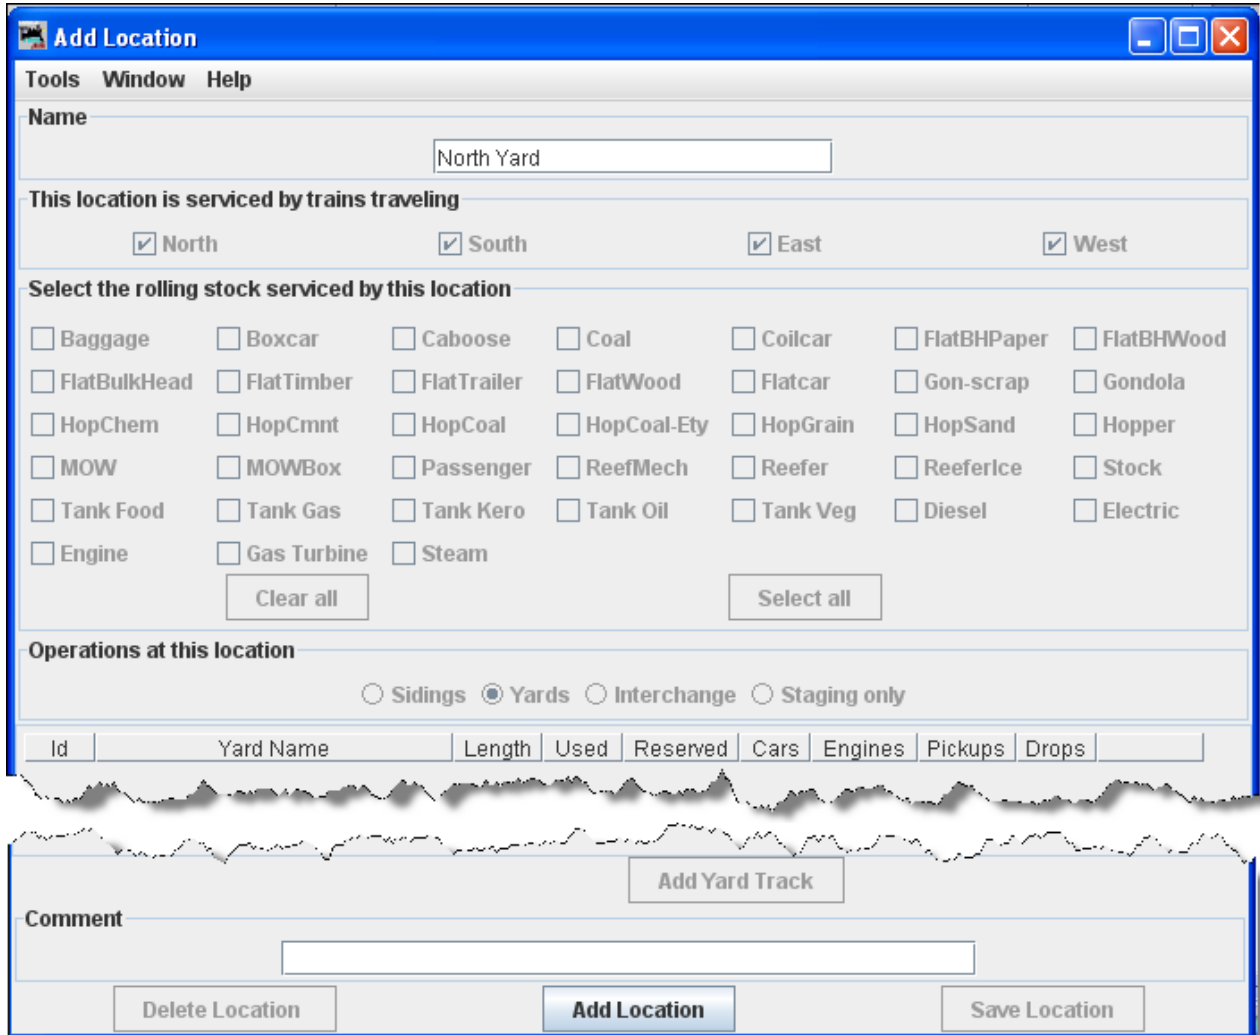 Add Location
Tools Window Help
Name
North Yard
This location is serviced by trains traveling
North South East West
Select the rolling stock serviced by this location
Baggage Boxcar Caboose Coal Coilcar FlatBHPaper FlatBHWood
FlatBulkHead FlatTimber FlatTrailer FlatWood Flatcar Gon-scrap Gondola
HopChem HopCmnt HopCoal HopCoal-Ety HopGrain HopSand Hopper
MOW MOWBox Passenger ReefMech Reefer ReeferIce Stock
Tank Food Tank Gas Tank Kero Tank Oil Tank Veg Diesel Electric
Engine Gas Turbine Steam
Clear all Select all
Operations at this location
Sidings Yards Interchange Staging only
Id Yard Name Length Used Reserved Cars Engines Pickups Drops
Add Yard Track
Comment
Delete Location Add Location Save Location